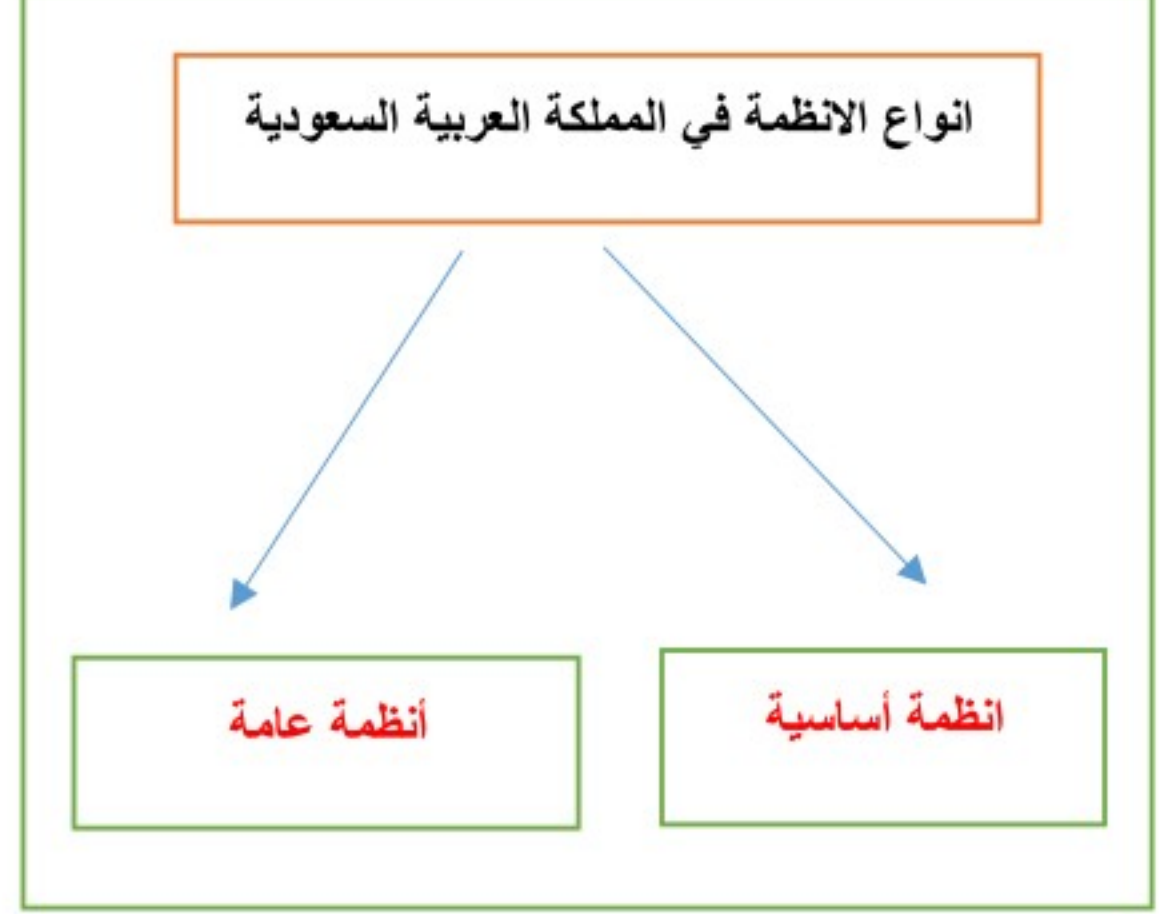 انواع الانظمة في المملكة العربية السعودية
انظمة أساسية
أنظمة عامة